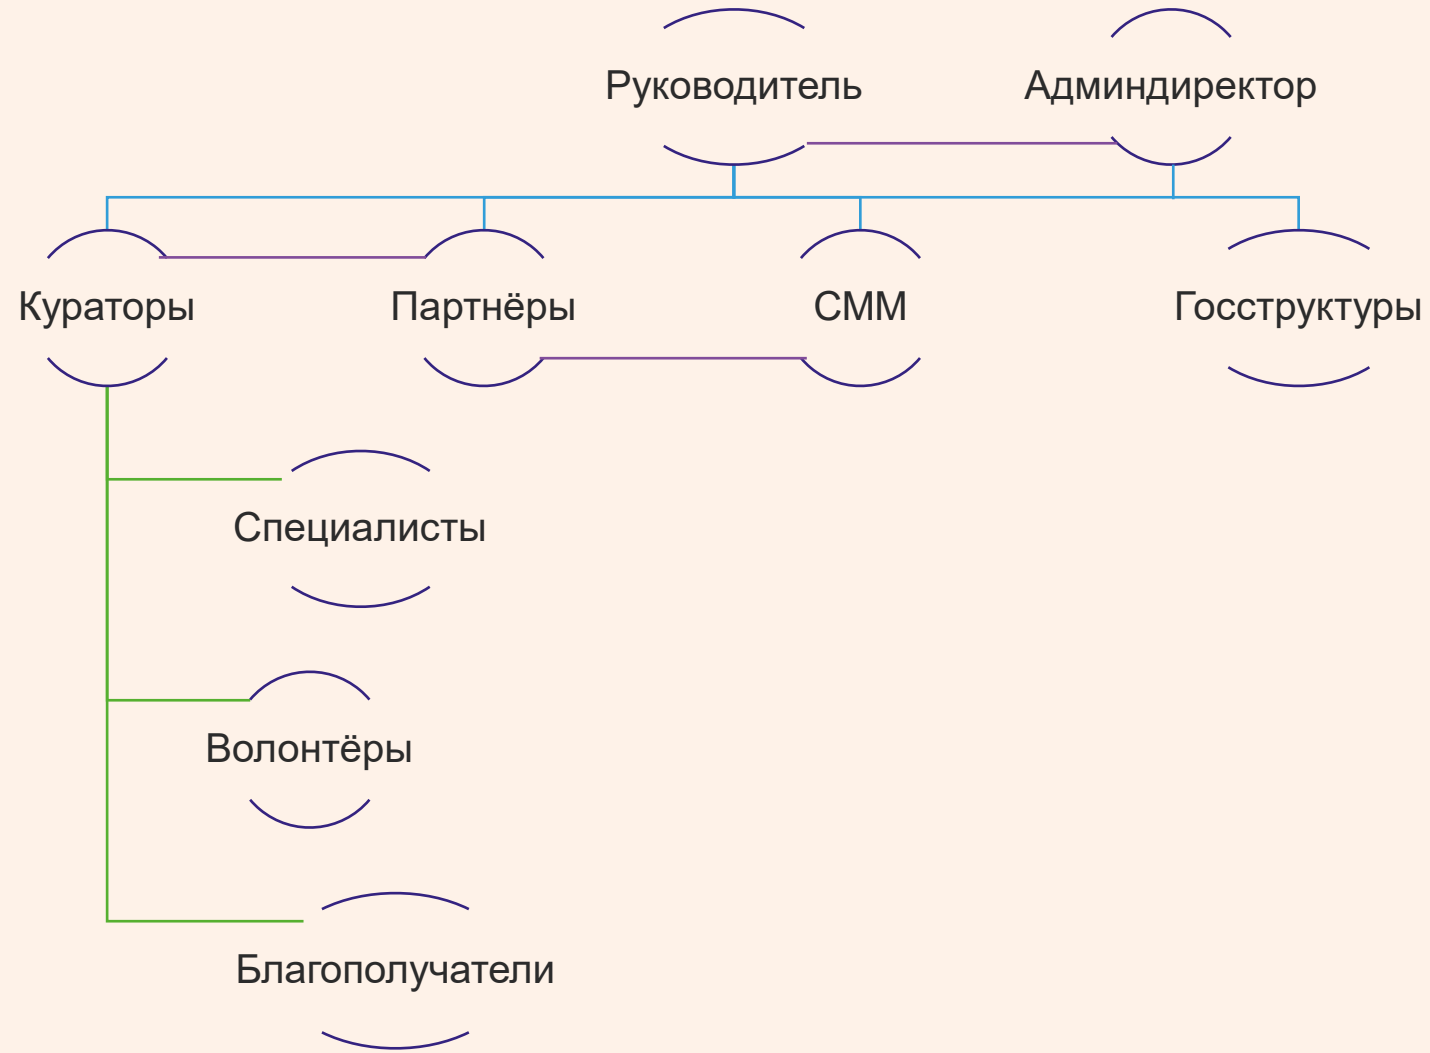 Руководитель
Админдиректор
Кураторы
Партнёры
СММ
Госструктуры
Специалисты
Волонтёры
Благополучатели